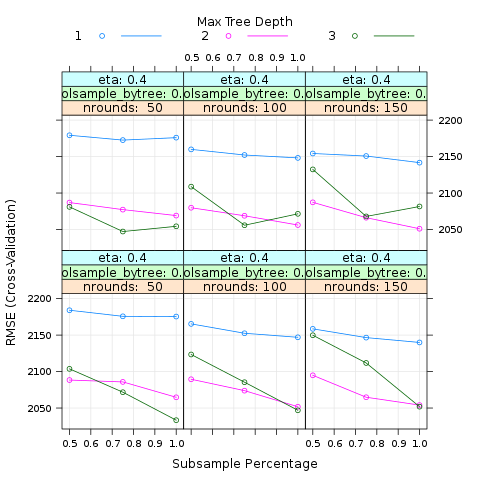 Max Tree Depth
1 2 3
0.5 0.6 0.7 0.8 0.9 1.0
eta: 0.4 eta: 0.4 eta: 0.4
olsample_bytree: 0. olsample_bytree: 0. olsample_bytree: 0.
nrounds: 50 nrounds: 100 nrounds: 150
2200
2150
2100
2050
eta: 0.4 eta: 0.4 eta: 0.4
olsample_bytree: 0. olsample_bytree: 0. olsample_bytree: 0.
nrounds: 50 nrounds: 100 nrounds: 150
2200
2150
2100
2050
0.5 0.6 0.7 0.8 0.9 1.0 0.5 0.6 0.7 0.8 0.9 1.0
Subsample Percentage
RMSE (Cross-Validation)